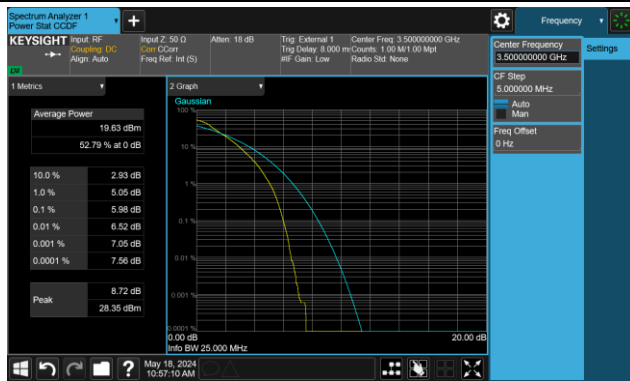 Spectrum Analyzer 1
Power Stat CCDF
Frequency
KEYSIGHT
Input: RF
Coupling: DC
Align: Auto
Input Z: 50 Ω
Corr CCorr
Freq Ref: Int (S)
Atten: 18 dB
Trig: External 1
Trig Delay: 8.000 m
#IF Gain: Low
Center Freq: 3.500000000 GHz
Counts: 1.00 M/1.00 Mpt
Radio Std: None
Center Frequency
3.500000000 GHz
Settings
CF Step
5.000000 MHz
Auto
Man
Freq Offset
0 Hz
1 Metrics
Average Power
19.63 dBm
52.79 % at 0 dB
10.0 % 2.93 dB
1.0 % 5.05 dB
0.1 % 5.98 dB
0.01 % 6.52 dB
0.001 % 7.05 dB
0.0001 % 7.56 dB
Peak
8.72 dB
28.35 dBm
2 Graph
Gaussian
100 %
10 %
1 %
0.1 %
0.01 %
0.001 %
0.0001 %
0.00 dB
20.00 dB
Info BW 25.000 MHz
?
May 18, 2024
10:57:10 AM